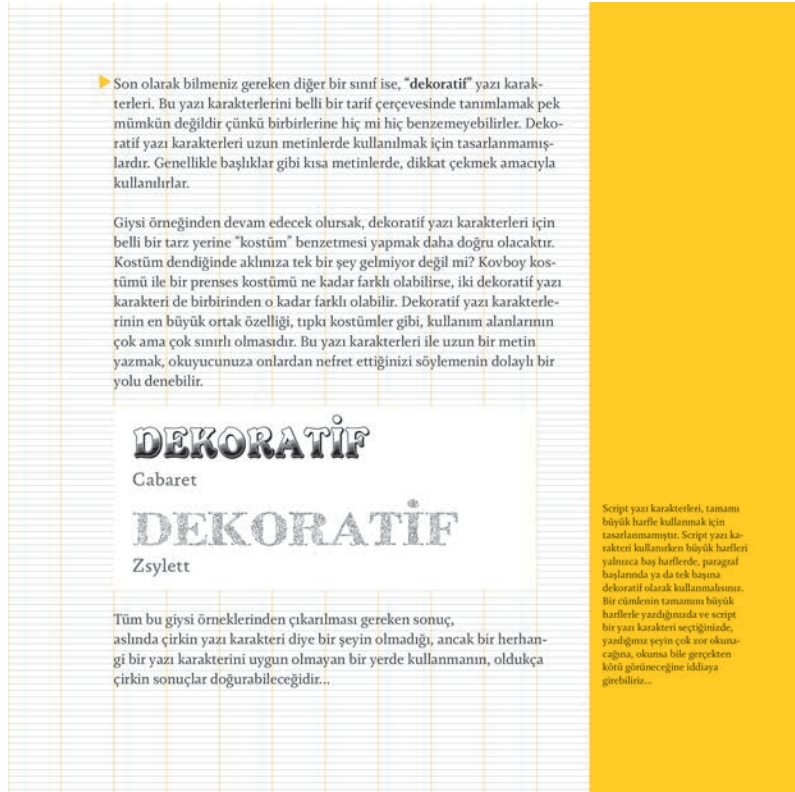 Son olarak bilmeniz gereken diğer bir sınıf ise, “dekoratif” yazı karak-
terleri. Bu yazı karakterlerini belli bir tarif çerçevesinde tanımlamak pek
mümkün değildir çünkü birbirlerine hiç mi hiç benzemeyebilirler. Deko-
ratif yazı karakterleri uzun metinlerde kullanılmak için tasarlanmamış-
lardır. Genellikle başlıklar gibi kısa metinlerde, dikkat çekmek amacıyla
kullanılırlar.
Giysi örneğinden devam edecek olursak, dekoratif yazı karakterleri için
belli bir tarz yerine “kostüm” benzetmesi yapmak daha doğru olacaktır.
Kostüm dendiğinde aklınıza tek bir şey gelmiyor değil mi? Kovboy kos-
tümü ile bir prenses kostümü ne kadar farklı olabilirse, iki dekoratif yazı
karakteri de birbirinden o kadar farklı olabilir. Dekoratif yazı karakterle-
rinin en büyük ortak özelliği, tıpkı kostümler gibi, kullanım alanlarının
çok ama çok sınırlı olmasıdır. Bu yazı karakterleri ile uzun bir metin
yazmak, okuyucunuza onlardan nefret ettiğinizi söylemenin dolaylı bir
yolu denebilir.
DEKORATİF
Cabaret
DEKORATİF
Zsylett
Tüm bu giysi örneklerinden çıkarılması gereken sonuç,
aslında çirkin yazı karakteri diye bir şeyin olmadığı, ancak bir herhan-
gi bir yazı karakterini uygun olmayan bir yerde kullanmanın, oldukça
çirkin sonuçlar doğurabileceğidir...
Script yazı karakterleri, tamamı
büyük harfle kullanmak için
tasarlanmamıştır. Script yazı ka-
rakteri kullanırken büyük harfleri
yalnızca baş harflerde, paragraf
başlarında ya da tek başına
dekoratif olarak kullanmalısınız.
Bir cümlenin tamamını büyük
harflerle yazdığınızda ve script
bir yazı karakteri seçtiğinizde,
yazdığınız şeyin çok zor okuna-
cağına, okunsa bile gerçekten
kötü görüneceğine iddiaya
girebiliriz...